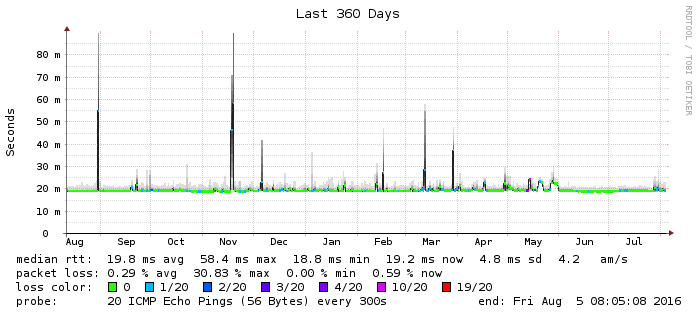 Last 360 Days
RRDTOOL / TOBI OETIKER
Seconds
80 m
70 m
60 m
50 m
40 m
30 m
20 m
10 m
0
Aug Sep Oct Nov Dec Jan Feb Mar Apr May Jun Jul
median rtt: 19.8 ms avg 58.4 ms max 18.8 ms min 19.2 ms now 4.8 ms sd 4.2 am/s
packet loss: 0.29 % avg 30.83 % max 0.00 % min 0.59 % now
loss color: 0 1/20 2/20 3/20 4/20 10/20 19/20
probe: 20 ICMP Echo Pings (56 Bytes) every 300s end: Fri Aug 5 08:05:08 2016